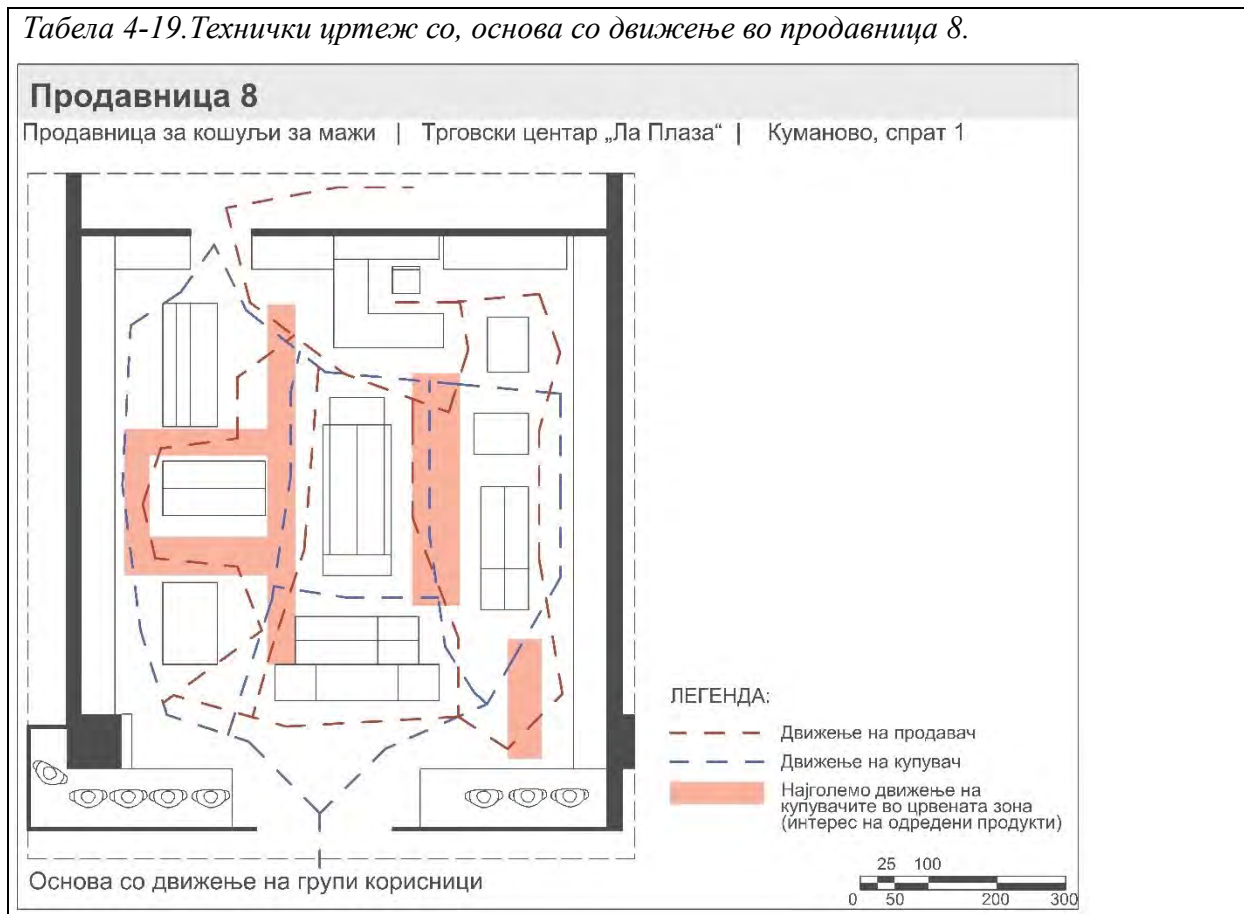 Табела 4-19.Технички цртеж со, основа со движење во продавница 8.
Продавница 8
Продавница за кошуљи за мажи | Трговски центар „Ла Плаза“ | Куманово, спрат 1
ЛЕГЕНДА:
Движење на продавач
Движење на купувач
Најголемо движење на
купувачите во црвената зона
(интерес на одредени продукти)
Основа со движење на групи корисници
25 100
0 50 200 300